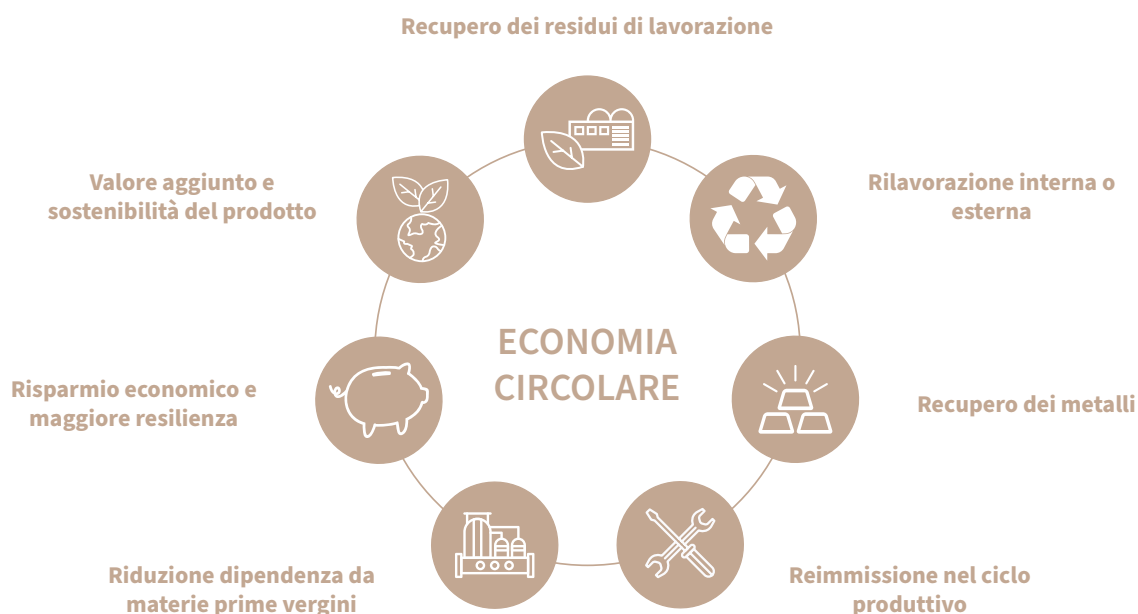 Recupero dei residui di lavorazione
Rilavorazione interna o
esterna
Recupero dei metalli
Reimmissione nel ciclo
produttivo
Riduzione dipendenza da
materie prime vergini
Risparmio economico e
maggiore resilienza
Valore aggiunto e
sostenibilità del prodotto
ECONOMIA
CIRCOLARE